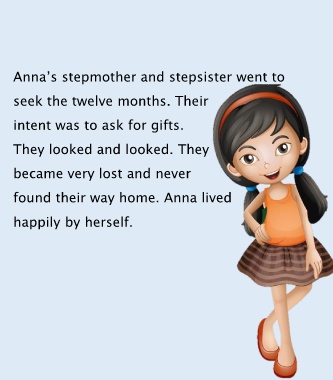 Anna’s stepmother and stepsister went to
seek the twelve months. Their
intent was to ask for gifts.
They looked and looked. They
became very lost and never
found their way home. Anna lived
happily by herself.